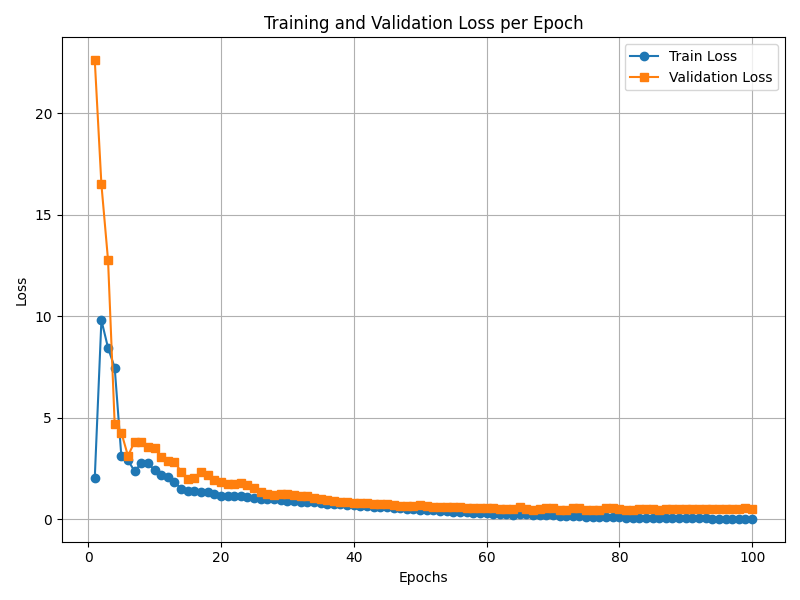 Training and Validation Loss per Epoch
Train Loss
Validation Loss
Loss
20
15
10
5
0
0 20 40 60 80 100
Epochs